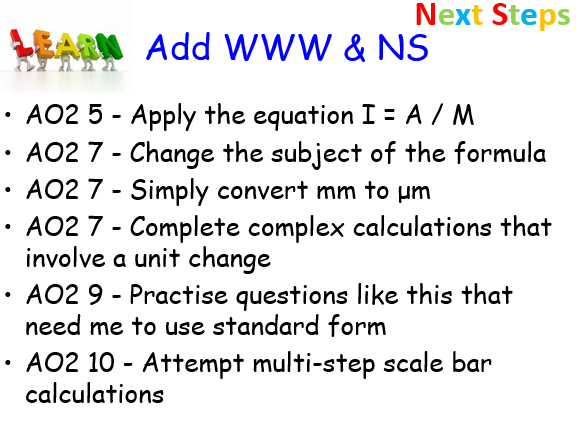 Next Steps
LEARN
Add WWW & NS
• AO2 5 - Apply the equation I = A / M
• AO2 7 - Change the subject of the formula
• AO2 7 - Simply convert mm to µm
• AO2 7 - Complete complex calculations that
involve a unit change
• AO2 9 - Practise questions like this that
need me to use standard form
• AO2 10 - Attempt multi-step scale bar
calculations